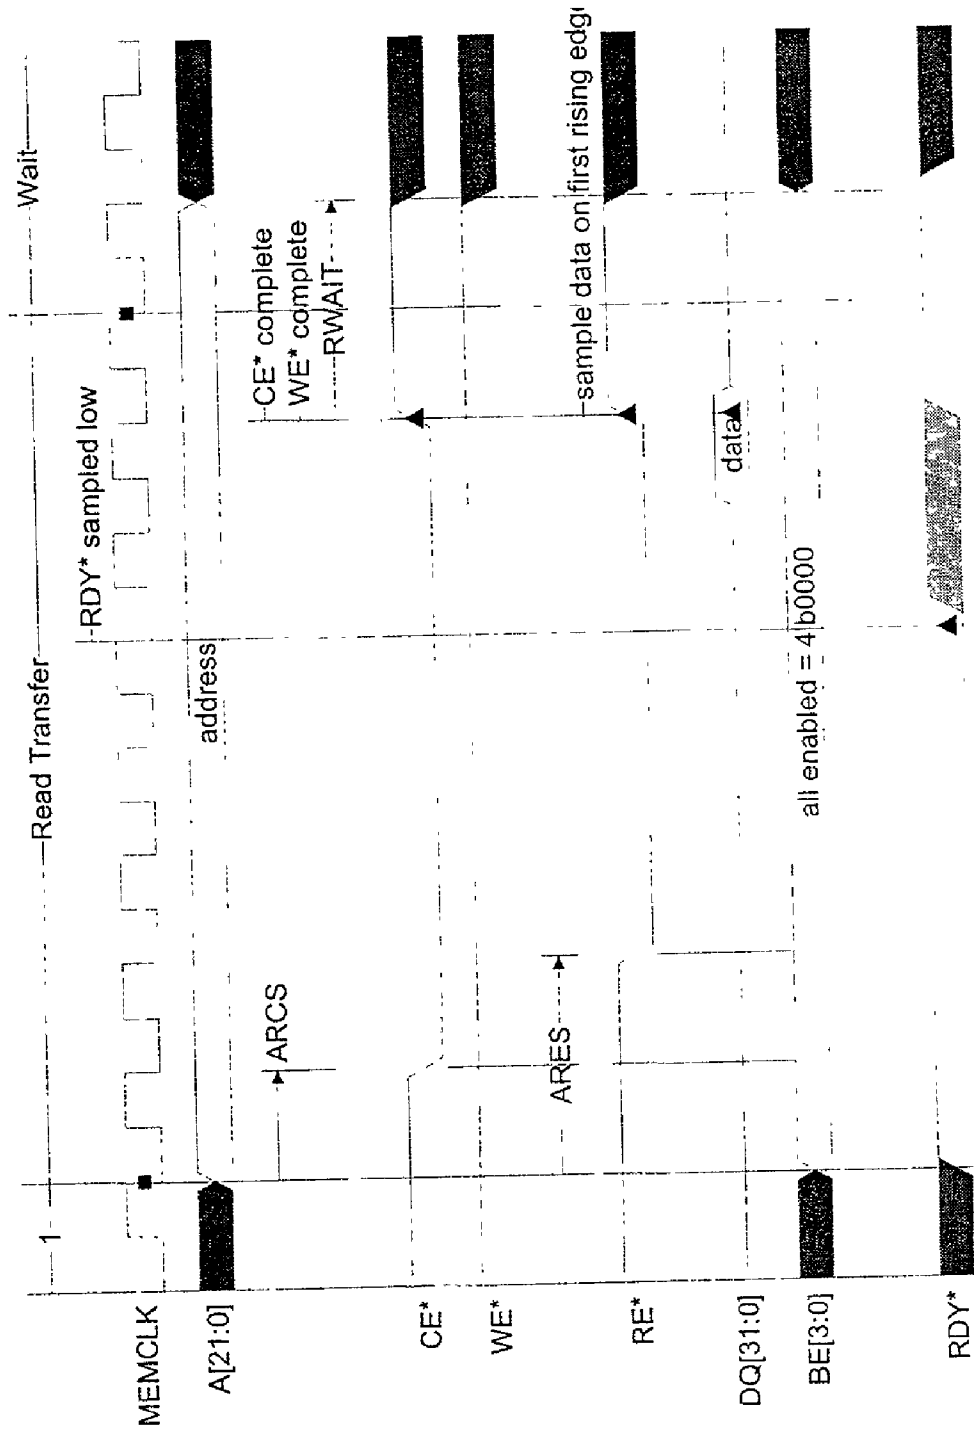 1
Read Transfer
Wait
MEMCLK
RDY* sampled low
A[21:0]
address
ARCS
CE* complete
WE* complete
RWAIT
CE*
WE*
ARES
sample data on first rising edge
RE*
DQ[31:0]
data
BE[3:0]
all enabled = 4'b0000
RDY*